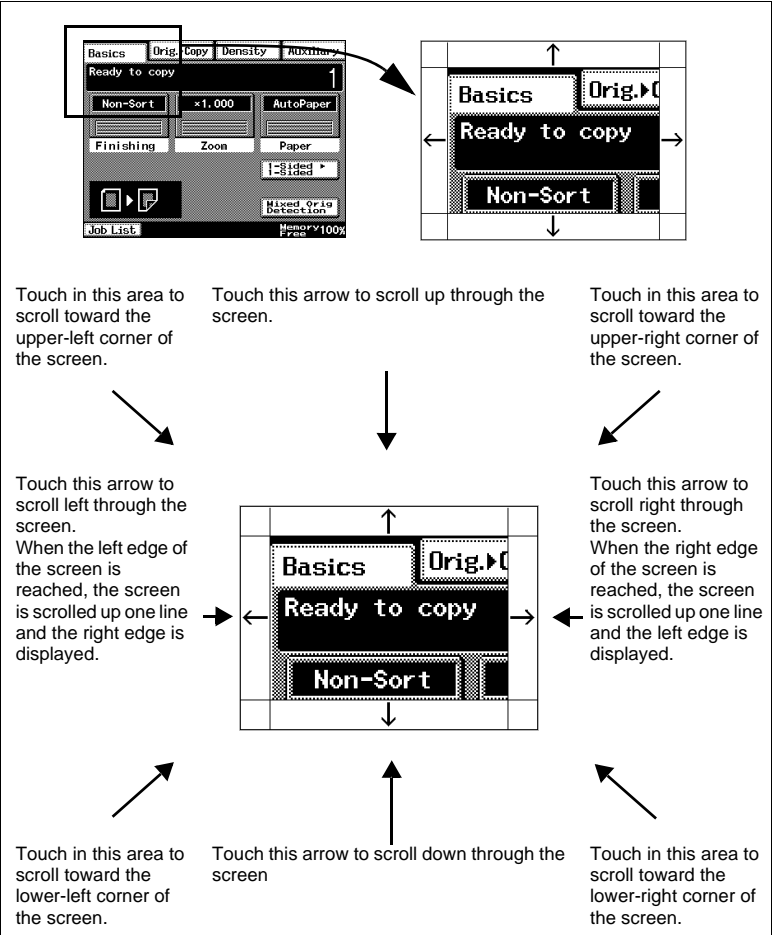 Basics Orig.▸Copy Density Auxiliary
Ready to copy 1
Non-Sort ×1.000 AutoPaper
Finishing Zoom Paper
1-Sided ▸
1-Sided
Mixed Orig
Detection
Job List Memory
Free 100%
↑
Basics Orig.▸C
← Ready to copy →
Non-Sort
↓
Touch in this area to
scroll toward the
upper-left corner of
the screen.
Touch this arrow to scroll up through the
screen.
Touch in this area to
scroll toward the
upper-right corner of
the screen.
Touch this arrow to
scroll left through the
screen.
When the left edge of
the screen is
reached, the screen
is scrolled up one line
and the right edge is
displayed.
↑
Basics Orig.▸C
← Ready to copy →
Non-Sort
↓
Touch this arrow to
scroll right through
the screen.
When the right edge
of the screen is
reached, the screen
is scrolled up one line
and the left edge is
displayed.
Touch in this area to
scroll toward the
lower-left corner of
the screen.
Touch this arrow to scroll down through the
screen
Touch in this area to
scroll toward the
lower-right corner of
the screen.